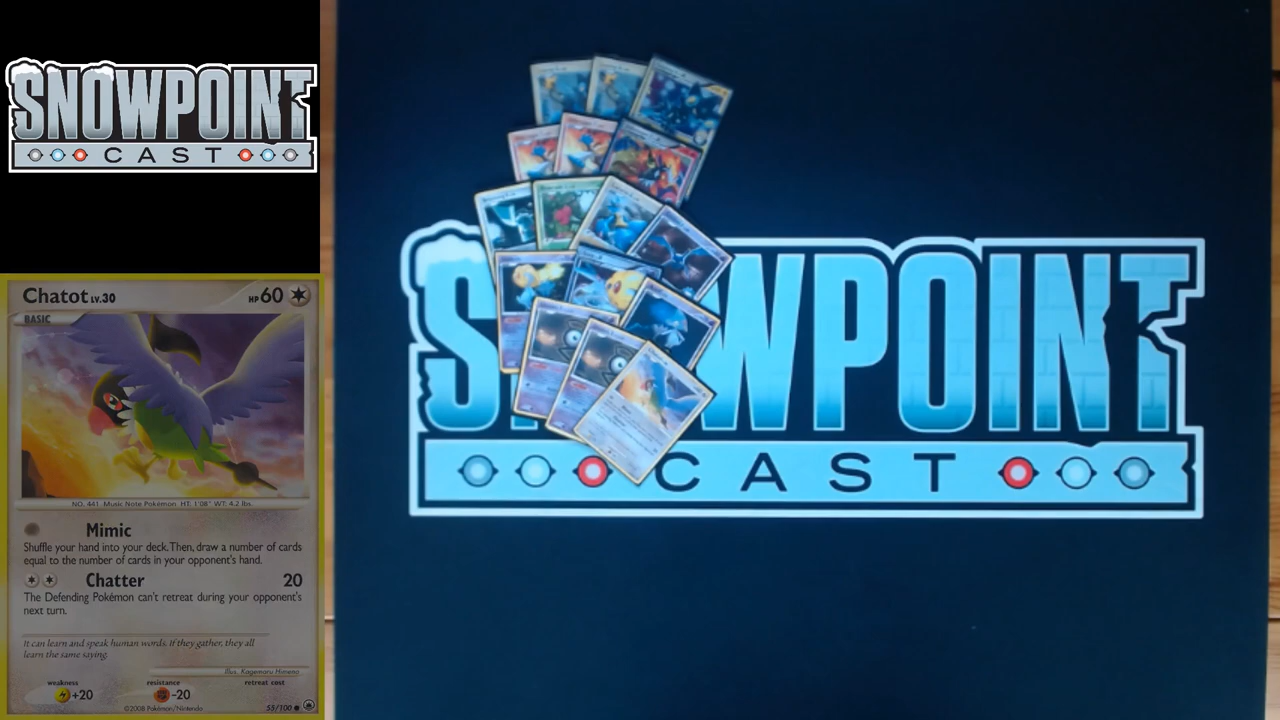 SNOWPOINT
CAST
Chatot LV.30
HP 60
BASIC
NO. 441 Music Note Pokémon HT: 1'08" WT: 4.2 lbs.
Mimic
Shuffle your hand into your deck. Then, draw a number of cards
equal to the number of cards in your opponent's hand.
Chatter 20
The Defending Pokémon can't retreat during your opponent's
next turn.
It can learn and speak human words. If they gather, they all
learn the same saying.
Illus. Kagemaru Himeno
weakness resistance retreat cost
+20 -20
©2008 Pokémon/Nintendo 55/100
SNOWPOINT
CAST